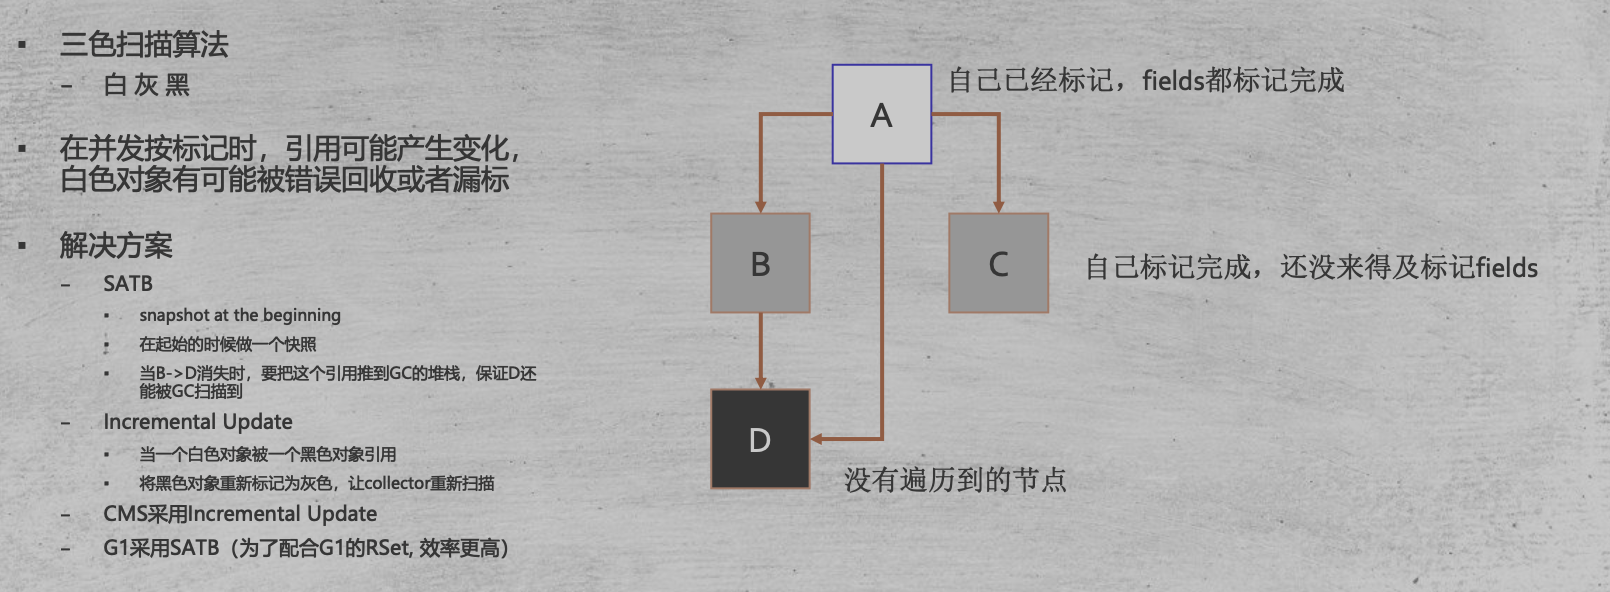 三色扫描算法
白 灰 黑
在并发按标记时，引用可能产生变化，
白色对象有可能被错误回收或者漏标
解决方案
SATB
snapshot at the beginning
在起始的时候做一个快照
当B->D消失时，要把这个引用推到GC的堆栈，保证D还
能被GC扫描到
Incremental Update
当一个白色对象被一个黑色对象引用
将黑色对象重新标记为灰色，让collector重新扫描
CMS采用Incremental Update
G1采用SATB（为了配合G1的RSet, 效率更高）
自己已经标记，fields都标记完成
A
B
C
自己标记完成，还没来得及标记fields
D
没有遍历到的节点